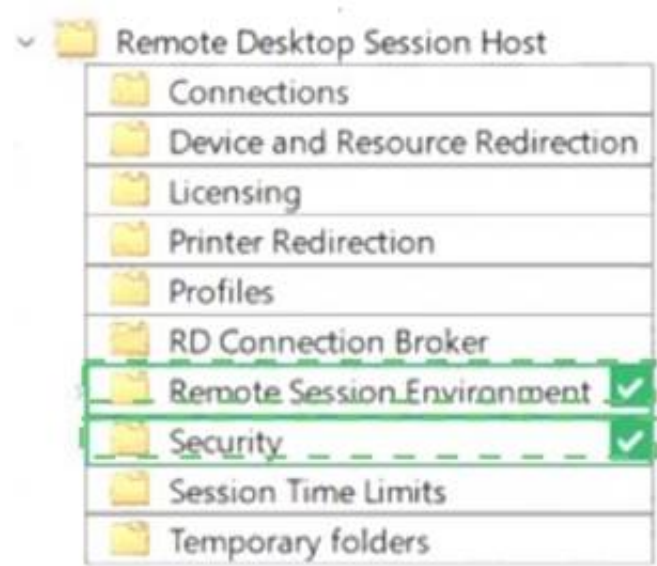 Remote Desktop Session Host
Connections
Device and Resource Redirection
Licensing
Printer Redirection
Profiles
RD Connection Broker
Remote Session Environment
Security
Session Time Limits
Temporary folders